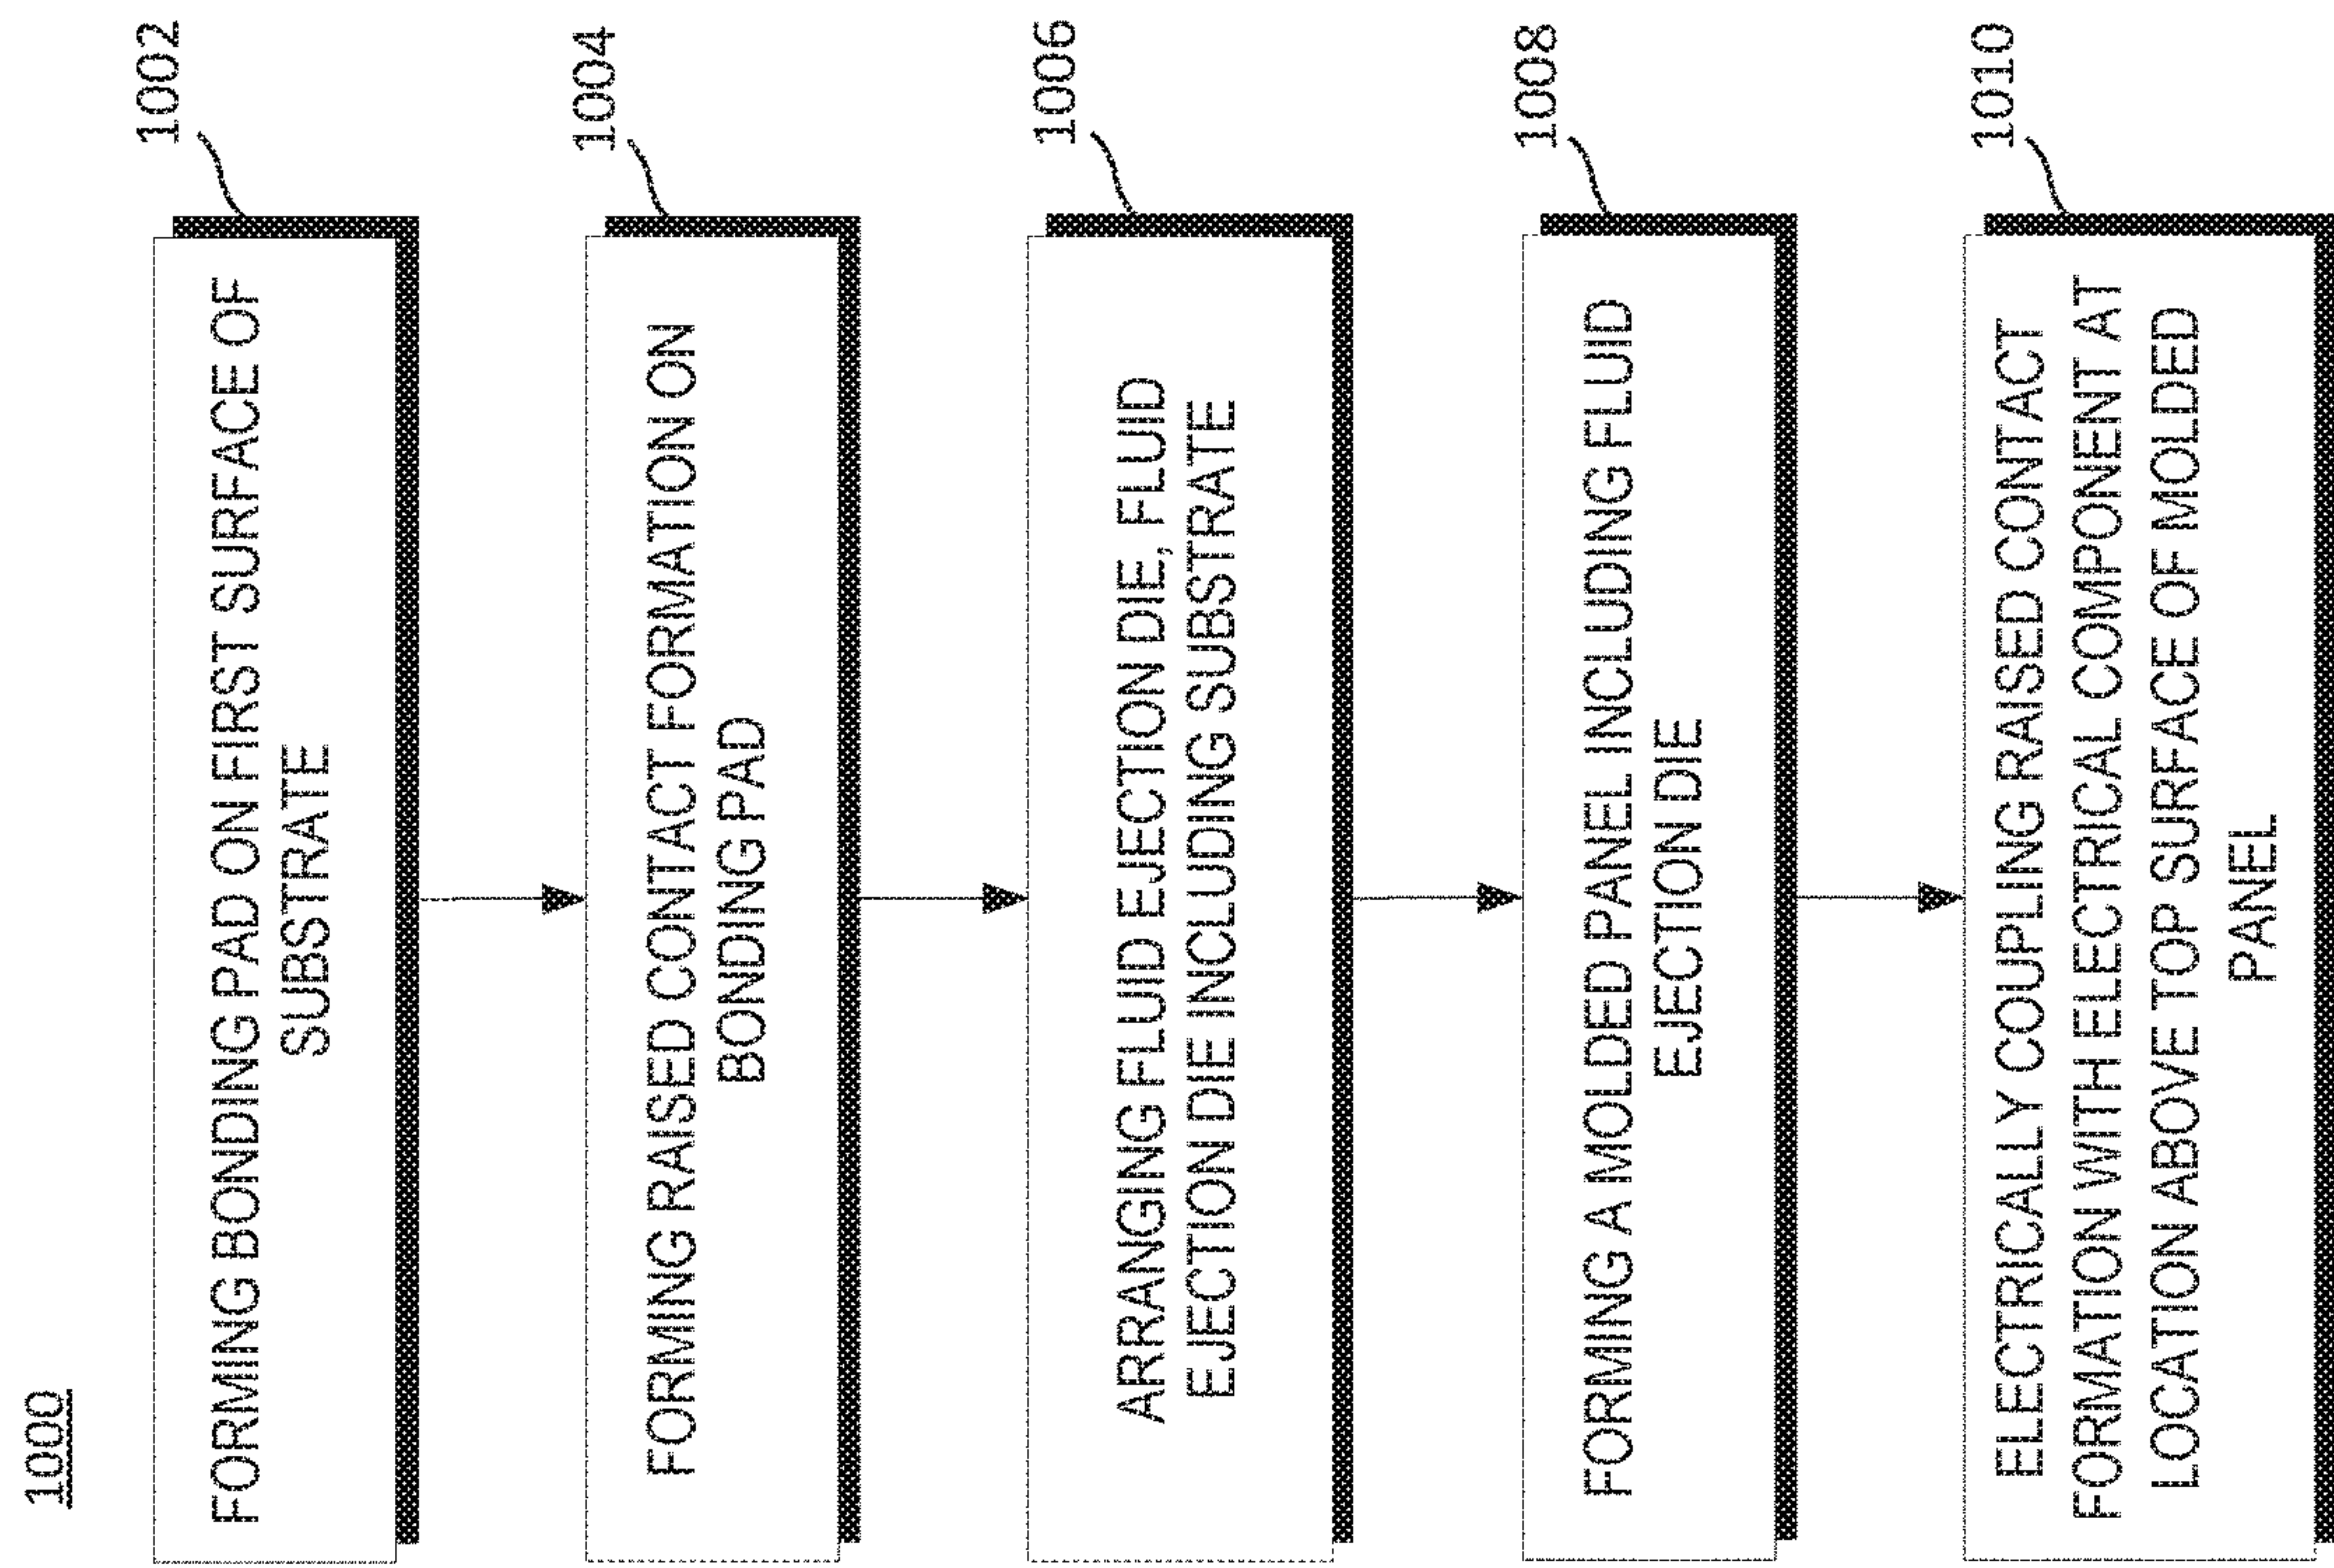 1000
FORMING BONDING PAD ON FIRST SURFACE OF
SUBSTRATE
1002
FORMING RAISED CONTACT FORMATION ON
BONDING PAD
1004
ARRANGING FLUID EJECTION DIE, FLUID
EJECTION DIE INCLUDING SUBSTRATE
1006
FORMING A MOLDED PANEL INCLUDING FLUID
EJECTION DIE
1008
ELECTRICALLY COUPLING RAISED CONTACT
FORMATION WITH ELECTRICAL COMPONENT AT
LOCATION ABOVE TOP SURFACE OF MOLDED
PANEL
1010